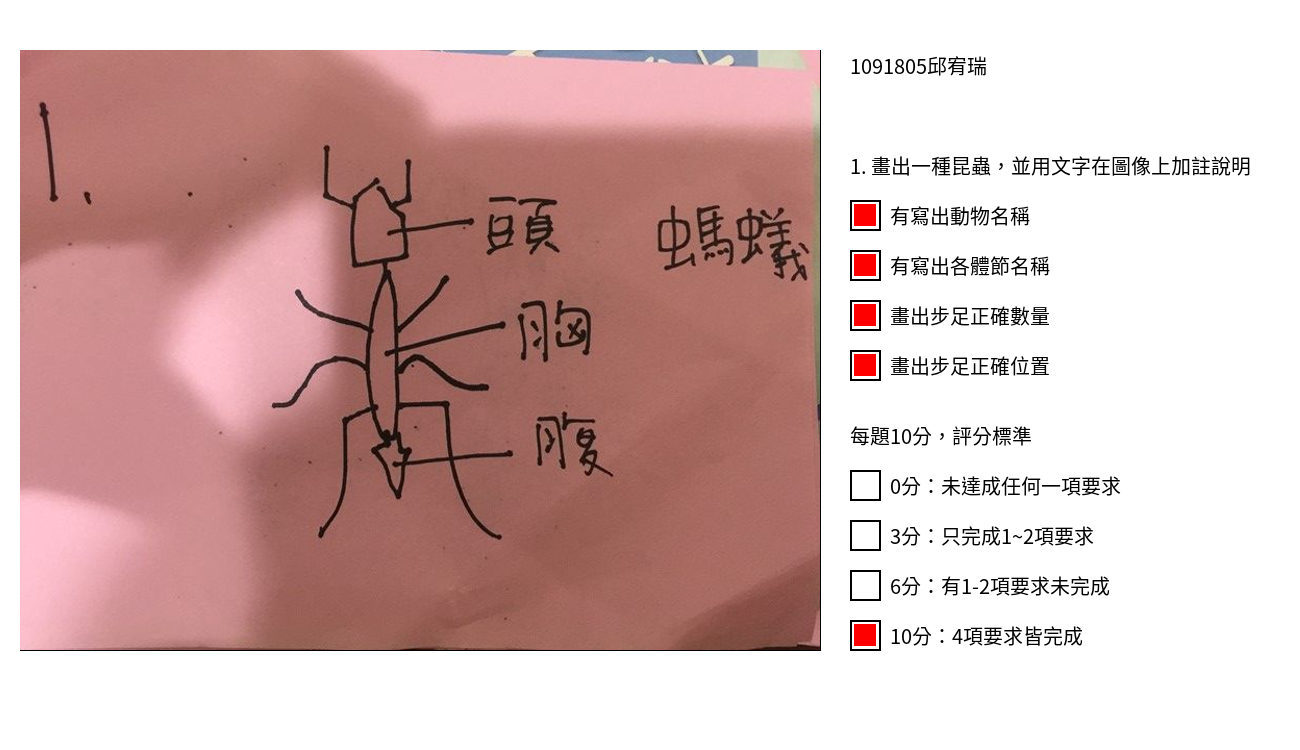 1.
頭
螞蟻
胸
腹
1091805邱宥瑞
1. 畫出一種昆蟲，並用文字在圖像上加註說明
有寫出動物名稱
有寫出各體節名稱
畫出步足正確數量
畫出步足正確位置
每題10分，評分標準
0分：未達成任何一項要求
3分：只完成1~2項要求
6分：有1-2項要求未完成
10分：4項要求皆完成